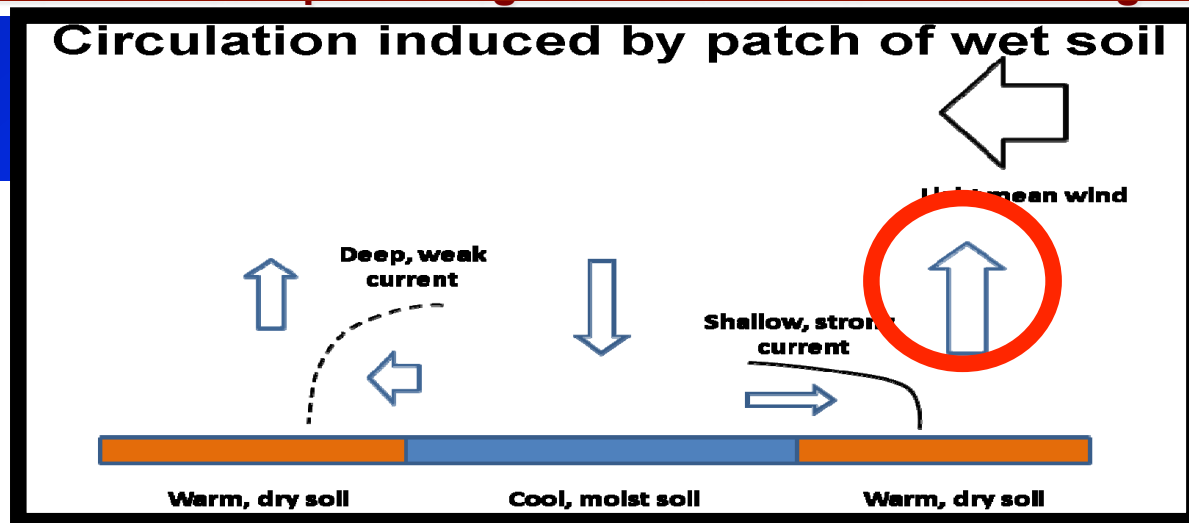 Circulation induced by patch of wet soil
mean wind
Deep, weak
current
Shallow, strong
current
Warm, dry soil
Cool, moist soil
Warm, dry soil